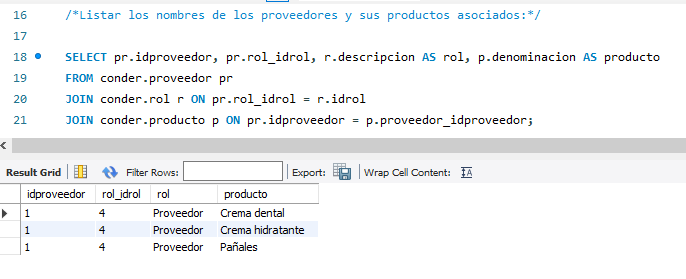 16 /*Listar los nombres de los proveedores y sus productos asociados:*/
17
18 SELECT pr.idproveedor, pr.rol_idrol, r.descripcion AS rol, p.denominacion AS producto
19 FROM conder.proveedor pr
20 JOIN conder.rol r ON pr.rol_idrol = r.idrol
21 JOIN conder.producto p ON pr.idproveedor = p.proveedor_idproveedor;
Result Grid Filter Rows: Export: Wrap Cell Content: IA
idproveedor rol_idrol rol producto
1 4 Proveedor Crema dental
1 4 Proveedor Crema hidratante
1 4 Proveedor Pañales